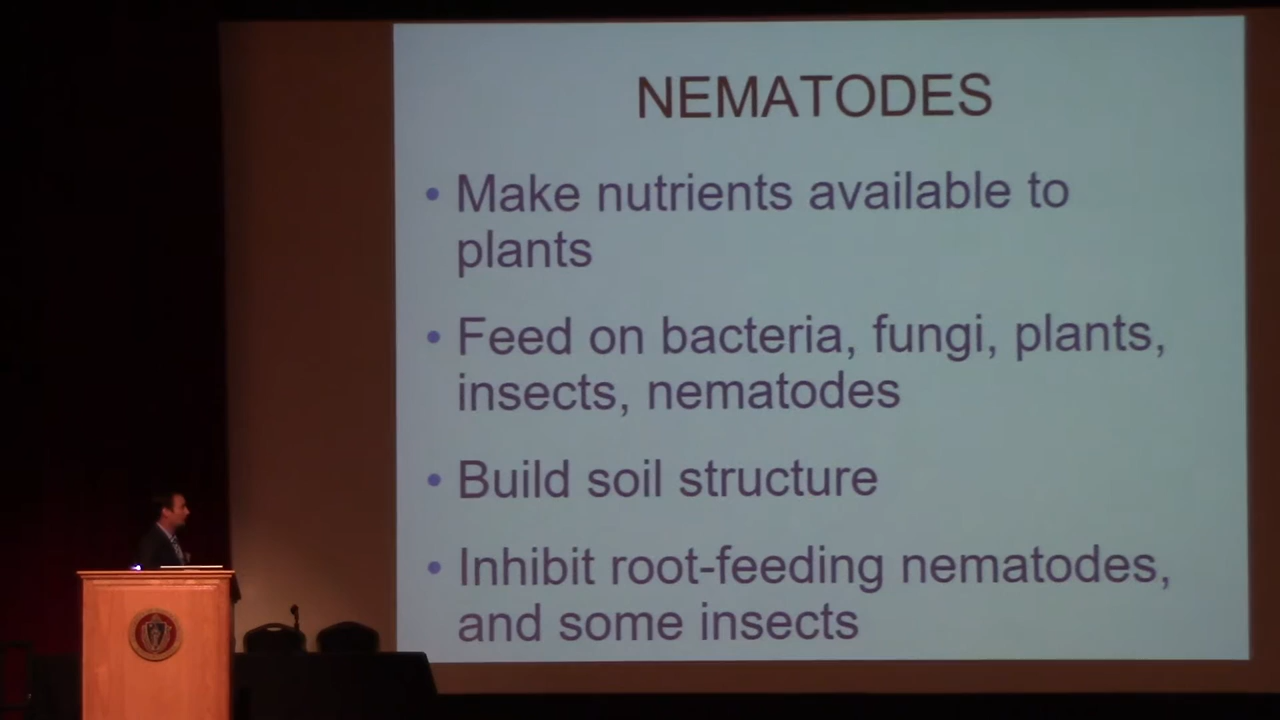 NEMATODES
• Make nutrients available to
plants
• Feed on bacteria, fungi, plants,
insects, nematodes
• Build soil structure
• Inhibit root-feeding nematodes,
and some insects